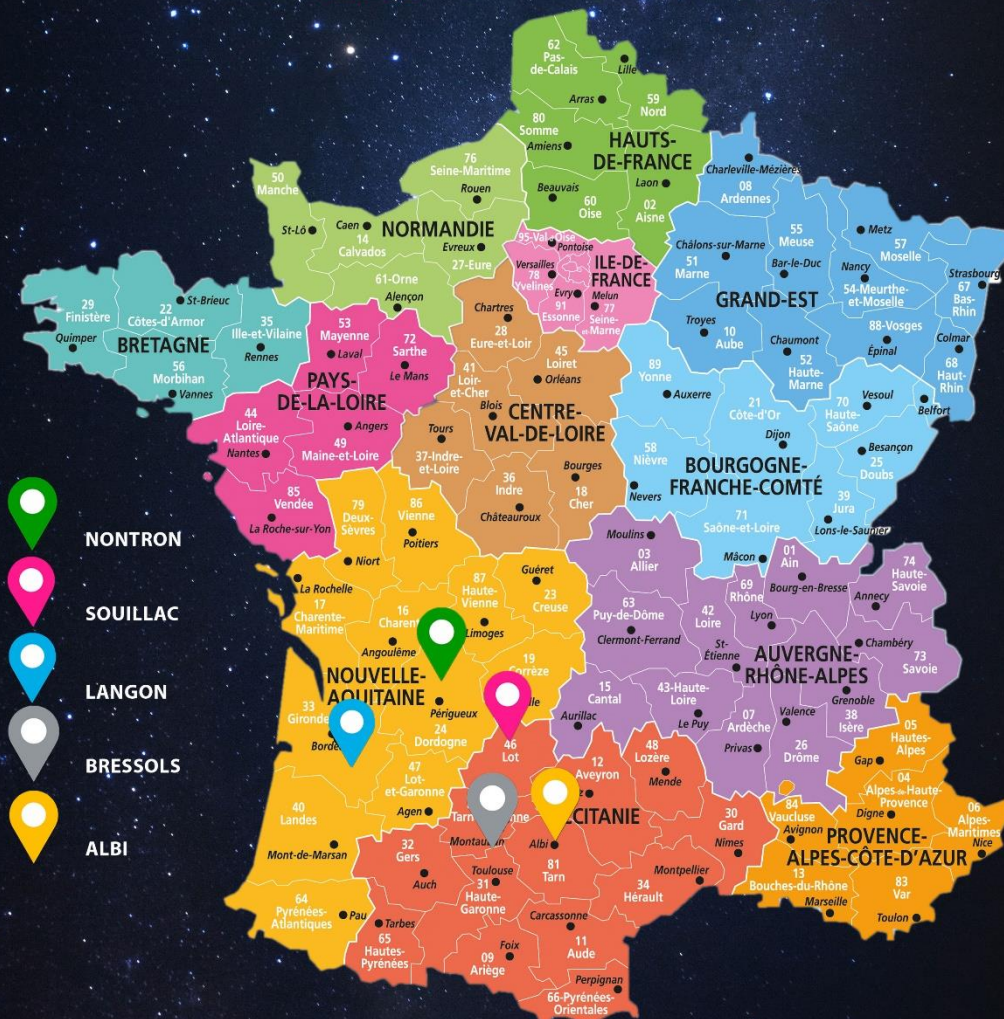 62
Pas-
de-Calais
Lille
Arras
59
Nord
80
Somme
Amiens
HAUTS-
DE-FRANCE
Beauvais
60
Oise
Laon
02
Aisne
50
Manche
76
Seine-Maritime
Rouen
St-Lô
Caen
14
Calvados
NORMANDIE
Evreux
27-Eure
61-Orne
Alençon
95-Val
Oise
Pontoise
Versailles
78
Yvelines
ILE-DE-
FRANCE
Evry
91
Essonne
Melun
77
Seine-
et-Marne
Charleville-Mézières
08
Ardennes
Châlons-sur-Marne
51
Marne
55
Meuse
Bar-le-Duc
Metz
57
Moselle
Nancy
54-Meurthe-
et-Moselle
Strasbourg
67
Bas-
Rhin
GRAND-EST
Troyes
10
Aube
Chaumont
52
Haute-
Marne
88-Vosges
Épinal
Colmar
68
Haut-
Rhin
29
Finistère
Quimper
22
Côtes-d'Armor
St-Brieuc
35
Ille-et-Vilaine
Rennes
BRETAGNE
56
Morbihan
Vannes
53
Mayenne
Laval
72
Sarthe
Le Mans
PAYS-
DE-LA-LOIRE
44
Loire-
Atlantique
Nantes
Angers
49
Maine-et-Loire
85
Vendée
La Roche-sur-Yon
Chartres
28
Eure-et-Loir
45
Loiret
Orléans
41
Loir-
et-Cher
Blois
CENTRE-
VAL-DE-LOIRE
Tours
37-Indre-
et-Loire
36
Indre
Châteauroux
Bourges
18
Cher
89
Yonne
Auxerre
21
Côte-d'Or
Dijon
70
Haute-
Saône
Vesoul
Belfort
Besançon
25
Doubs
58
Nièvre
Nevers
BOURGOGNE-
FRANCHE-COMTÉ
71
Saône-et-Loire
Mâcon
39
Jura
Lons-le-Saunier
79
Deux-
Sèvres
Niort
86
Vienne
Poitiers
La Rochelle
17
Charente-
Maritime
16
Angoulême
87
Haute-
Vienne
Limoges
Guéret
23
Creuse
19
Corrèze
NOUVELLE-
AQUITAINE
Périgueux
24
Dordogne
33
Gironde
47
Lot-
et-Garonne
Agen
40
Landes
Mont-de-Marsan
64
Pyrénées-
Atlantiques
Pau
Moulins
03
Allier
63
Puy-de-Dôme
Clermont-Ferrand
42
Loire
69
Rhône
Lyon
01
Ain
Bourg-en-Bresse
74
Haute-
Savoie
Annecy
Chambéry
73
Savoie
St-
Étienne
AUVERGNE-
RHÔNE-ALPES
Grenoble
38
Isère
15
Cantal
Aurillac
43-Haute-
Loire
Le Puy
07
Ardèche
Privas
Valence
26
Drôme
46
Lot
12
Aveyron
48
Lozère
Mende
30
Gard
Nimes
Albi
81
Tarn
32
Gers
Auch
Toulouse
31
Haute-
Garonne
34
Hérault
Montpellier
Tarbes
65
Hautes-
Pyrénées
Foix
09
Ariège
Carcassonne
11
Aude
Perpignan
66-Pyrénées-
Orientales
05
Hautes-
Alpes
Gap
04
Alpes-de-Haute-
Provence
Digne
06
Alpes-
Maritimes
Nice
84
Vaucluse
Avignon
PROVENCE-
ALPES-CÔTE-D'AZUR
13
Bouches-du-Rhône
Marseille
83
Var
Toulon
NONTRON
SOUILLAC
LANGON
BRESSOLS
ALBI